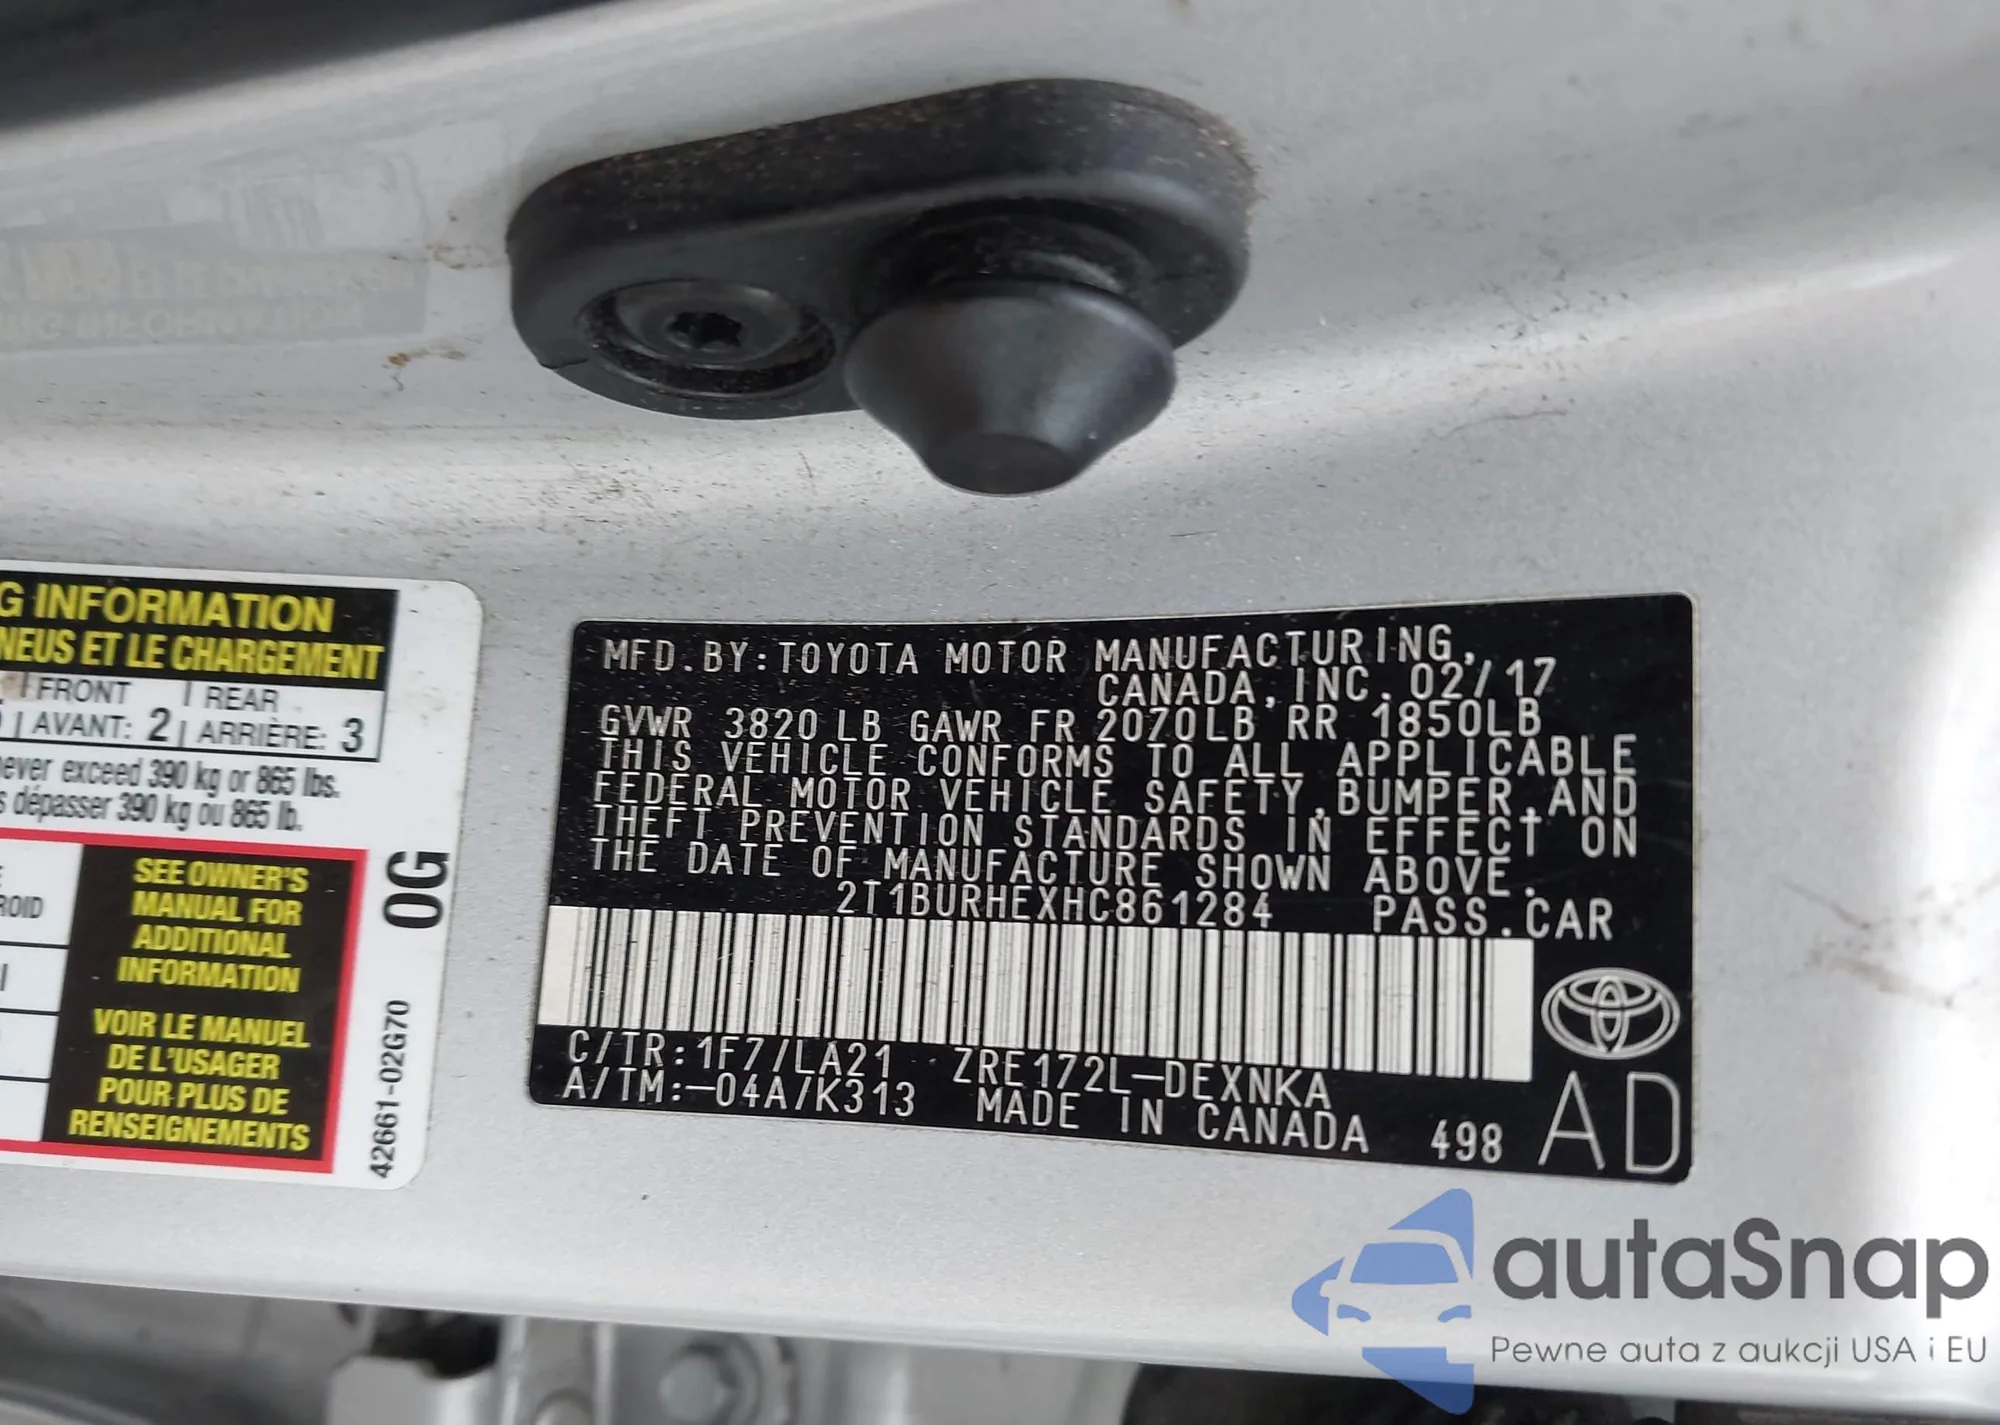 G INFORMATION
NEUS ET LE CHARGEMENT
FRONT | REAR
AVANT: 2 | ARRIÈRE: 3
ever exceed 390 kg or 865 lbs.
s dépasser 390 kg ou 865 lb.
ROID
SEE OWNER'S
MANUAL FOR
ADDITIONAL
INFORMATION
VOIR LE MANUEL
DE L'USAGER
POUR PLUS DE
RENSEIGNEMENTS
0G
42661-02G70
MFD.BY:TOYOTA MOTOR MANUFACTURING,
CANADA, INC. 02/17
GVWR 3820 LB GAWR FR 2070LB RR 1850LB
THIS VEHICLE CONFORMS TO ALL APPLICABLE
FEDERAL MOTOR VEHICLE SAFETY,BUMPER,AND
THEFT PREVENTION STANDARDS IN EFFECT ON
THE DATE OF MANUFACTURE SHOWN ABOVE.
2T1BURHEXHC861284 PASS.CAR
C/TR:1F7/LA21 ZRE172L-DEXNKA
A/TM:-04A/K313 MADE IN CANADA 498
AD
autaSnap
Pewne auta z aukcji USA i EU